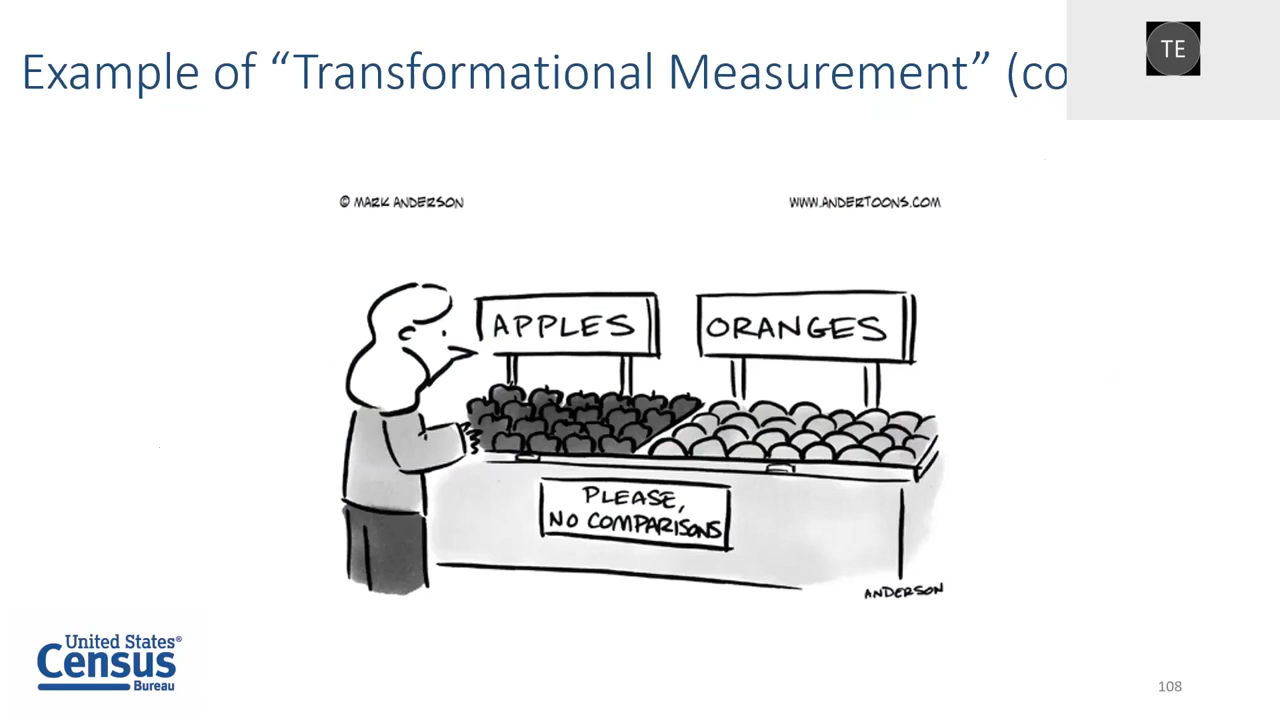 Example of “Transformational Measurement” (co
TE
© MARK ANDERSON
WWW.ANDERTOONS.COM
APPLES
ORANGES
PLEASE,
NO COMPARISONS
ANDERSON
United States®
Census
Bureau
108